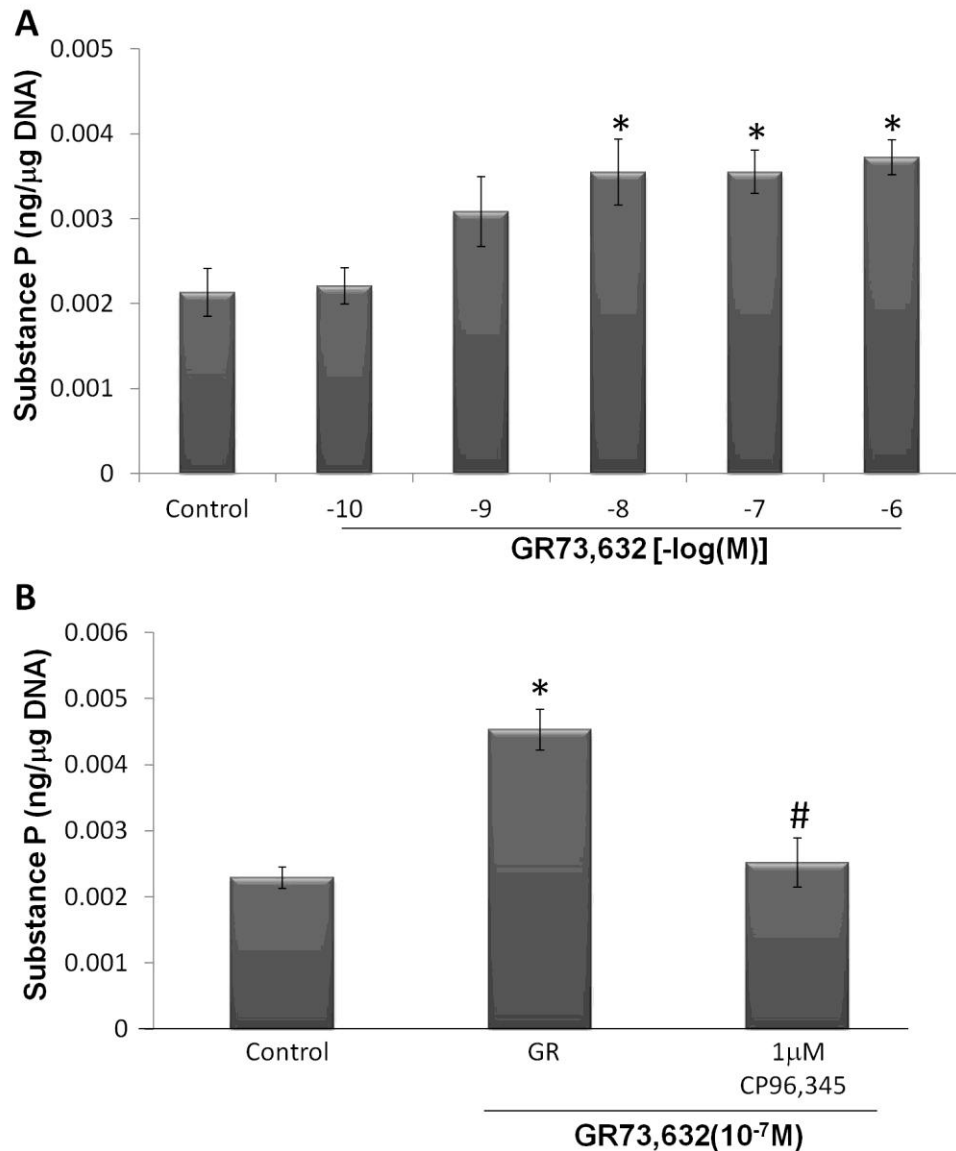 A
Substance P (ng/μg DNA)
0.005
0.004
0.003
0.002
0.001
0
* * *
Control -10 -9 -8 -7 -6
GR73,632 [-log(M)]
B
Substance P (ng/μg DNA)
0.006
0.005
0.004
0.003
0.002
0.001
0
*
#
Control GR 1μM
CP96,345
GR73,632(10⁻⁷M)